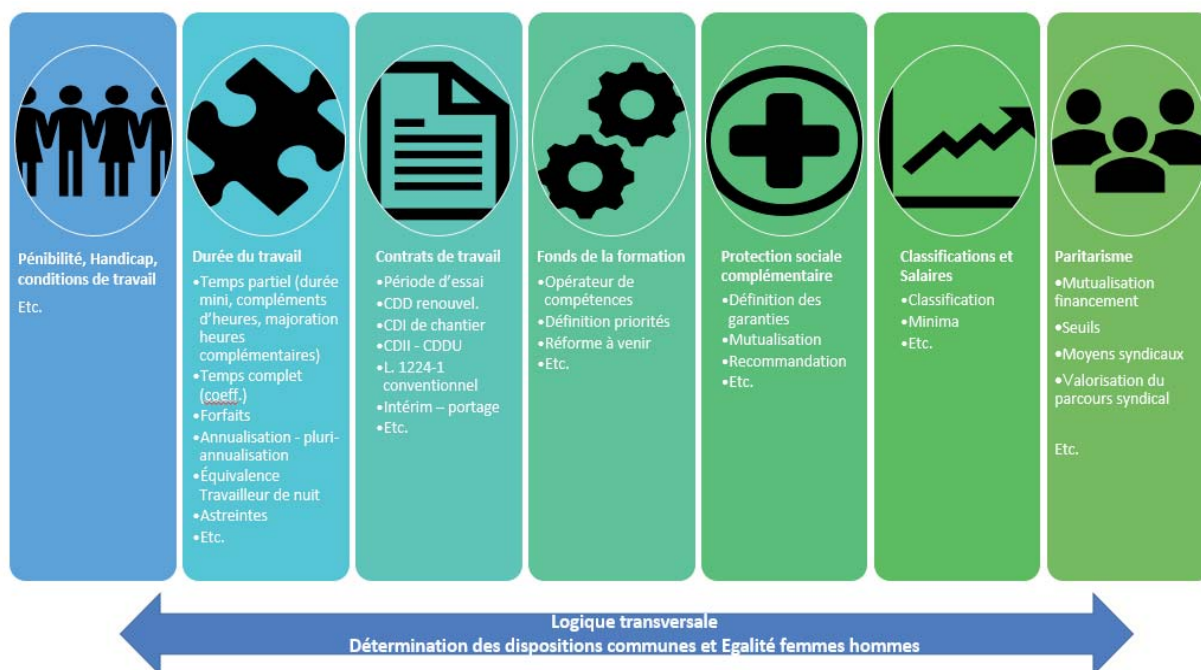 Pénibilité, Handicap,
conditions de travail
Etc.
Durée du travail
•Temps partiel (durée
mini, compléments
d'heures, majoration
heures
complémentaires)
•Temps complet
(coeff.)
•Forfaits
•Annualisation - pluri-
annualisation
•Équivalence
Travailleur de nuit
•Astreintes
•Etc.
Contrats de travail
•Période d'essai
•CDD renouvel.
•CDI de chantier
•CDII - CDDU
•L. 1224-1
conventionnel
•Intérim – portage
•Etc.
Fonds de la formation
•Opérateur de
compétences
•Définition priorités
•Réforme à venir
•Etc.
Protection sociale
complémentaire
•Définition des
garanties
•Mutualisation
•Recommandation
•Etc.
Classifications et
Salaires
•Classification
•Minima
•Etc.
Paritarisme
•Mutualisation
financement
•Seuils
•Moyens syndicaux
•Valorisation du
parcours syndical
Etc.
Logique transversale
Détermination des dispositions communes et Egalité femmes hommes